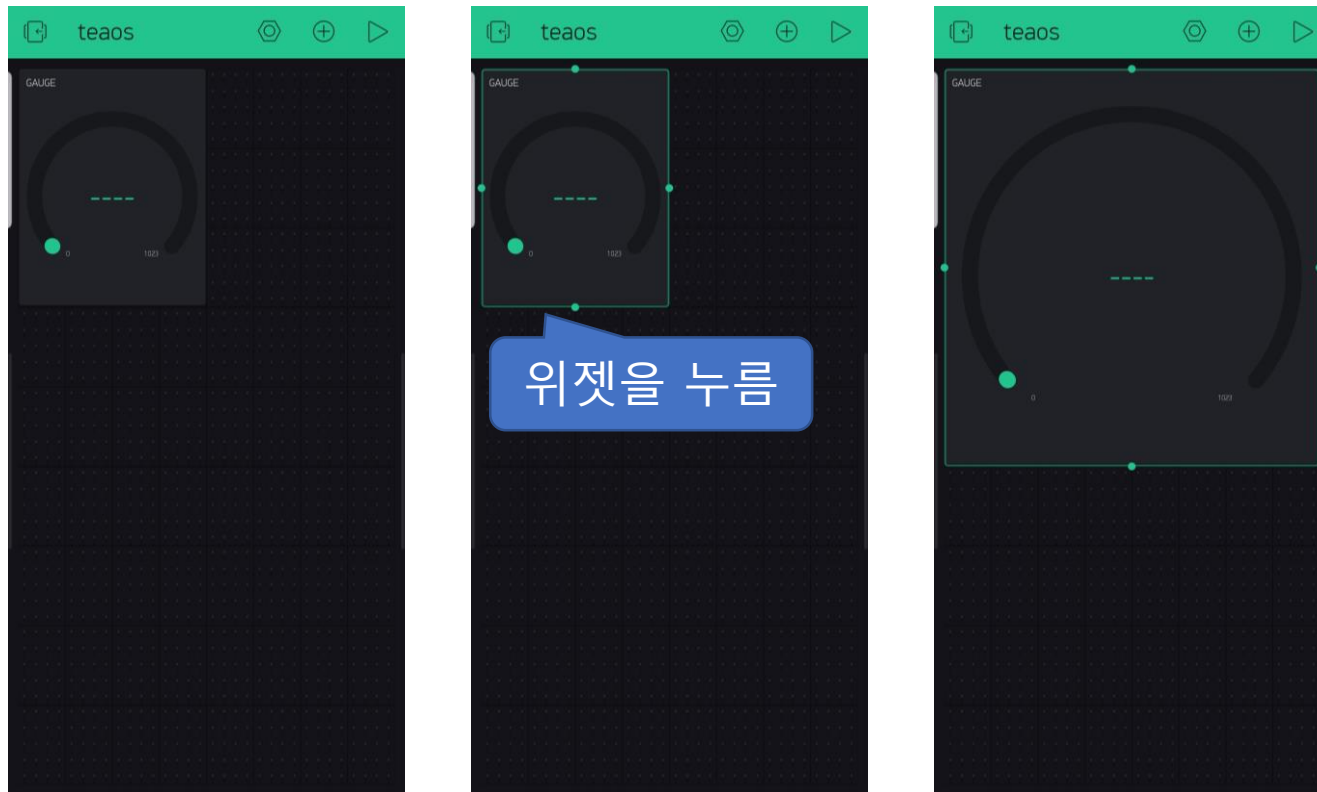 teaos
GAUGE
----
0 1023
teaos
GAUGE
----
0 1023
위젯을 누름
teaos
GAUGE
----
0 1023